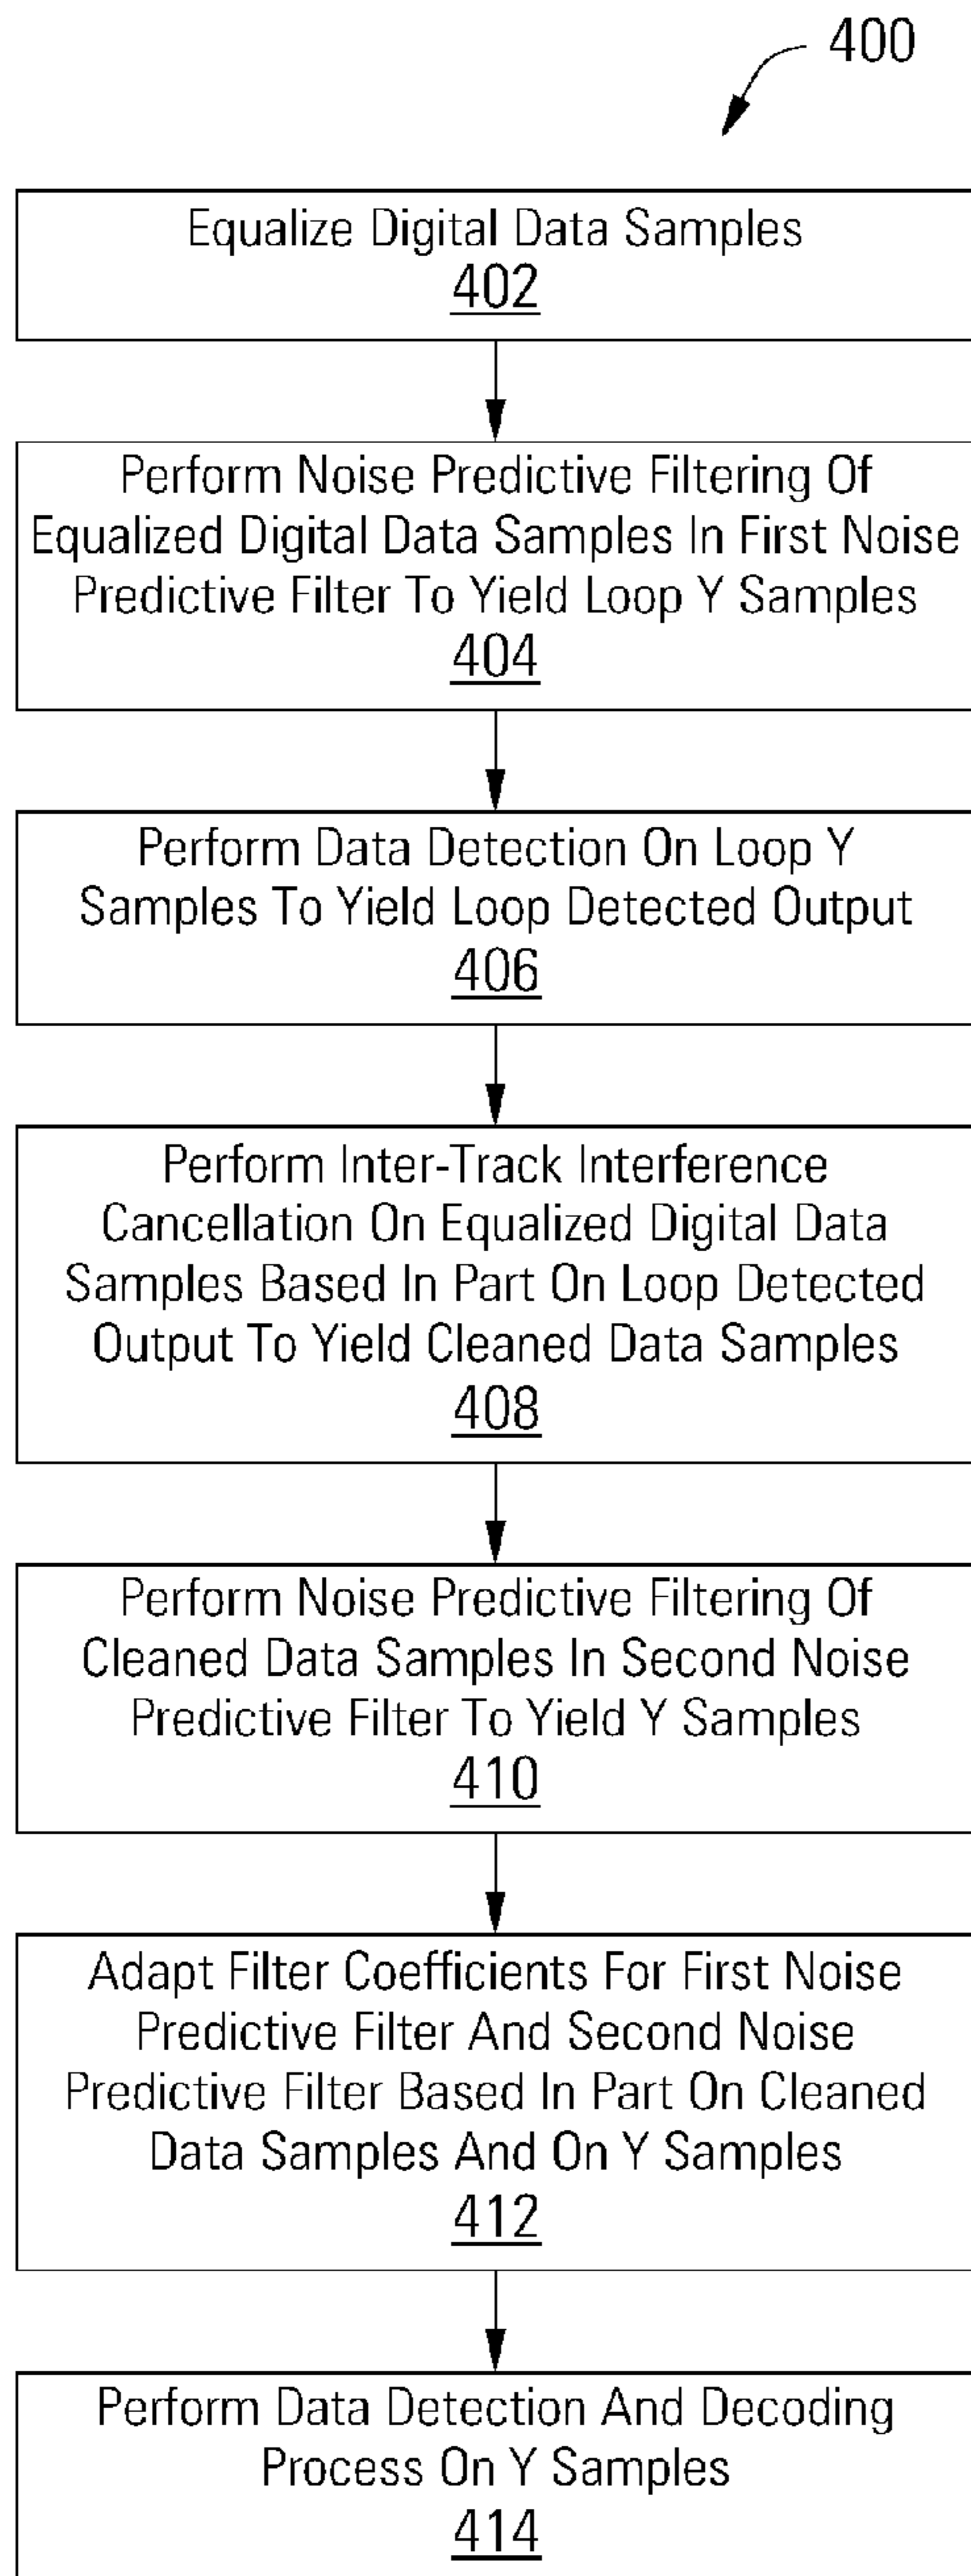 400
Equalize Digital Data Samples
402
Perform Noise Predictive Filtering Of
Equalized Digital Data Samples In First Noise
Predictive Filter To Yield Loop Y Samples
404
Perform Data Detection On Loop Y
Samples To Yield Loop Detected Output
406
Perform Inter-Track Interference
Cancellation On Equalized Digital Data
Samples Based In Part On Loop Detected
Output To Yield Cleaned Data Samples
408
Perform Noise Predictive Filtering Of
Cleaned Data Samples In Second Noise
Predictive Filter To Yield Y Samples
410
Adapt Filter Coefficients For First Noise
Predictive Filter And Second Noise
Predictive Filter Based In Part On Cleaned
Data Samples And On Y Samples
412
Perform Data Detection And Decoding
Process On Y Samples
414